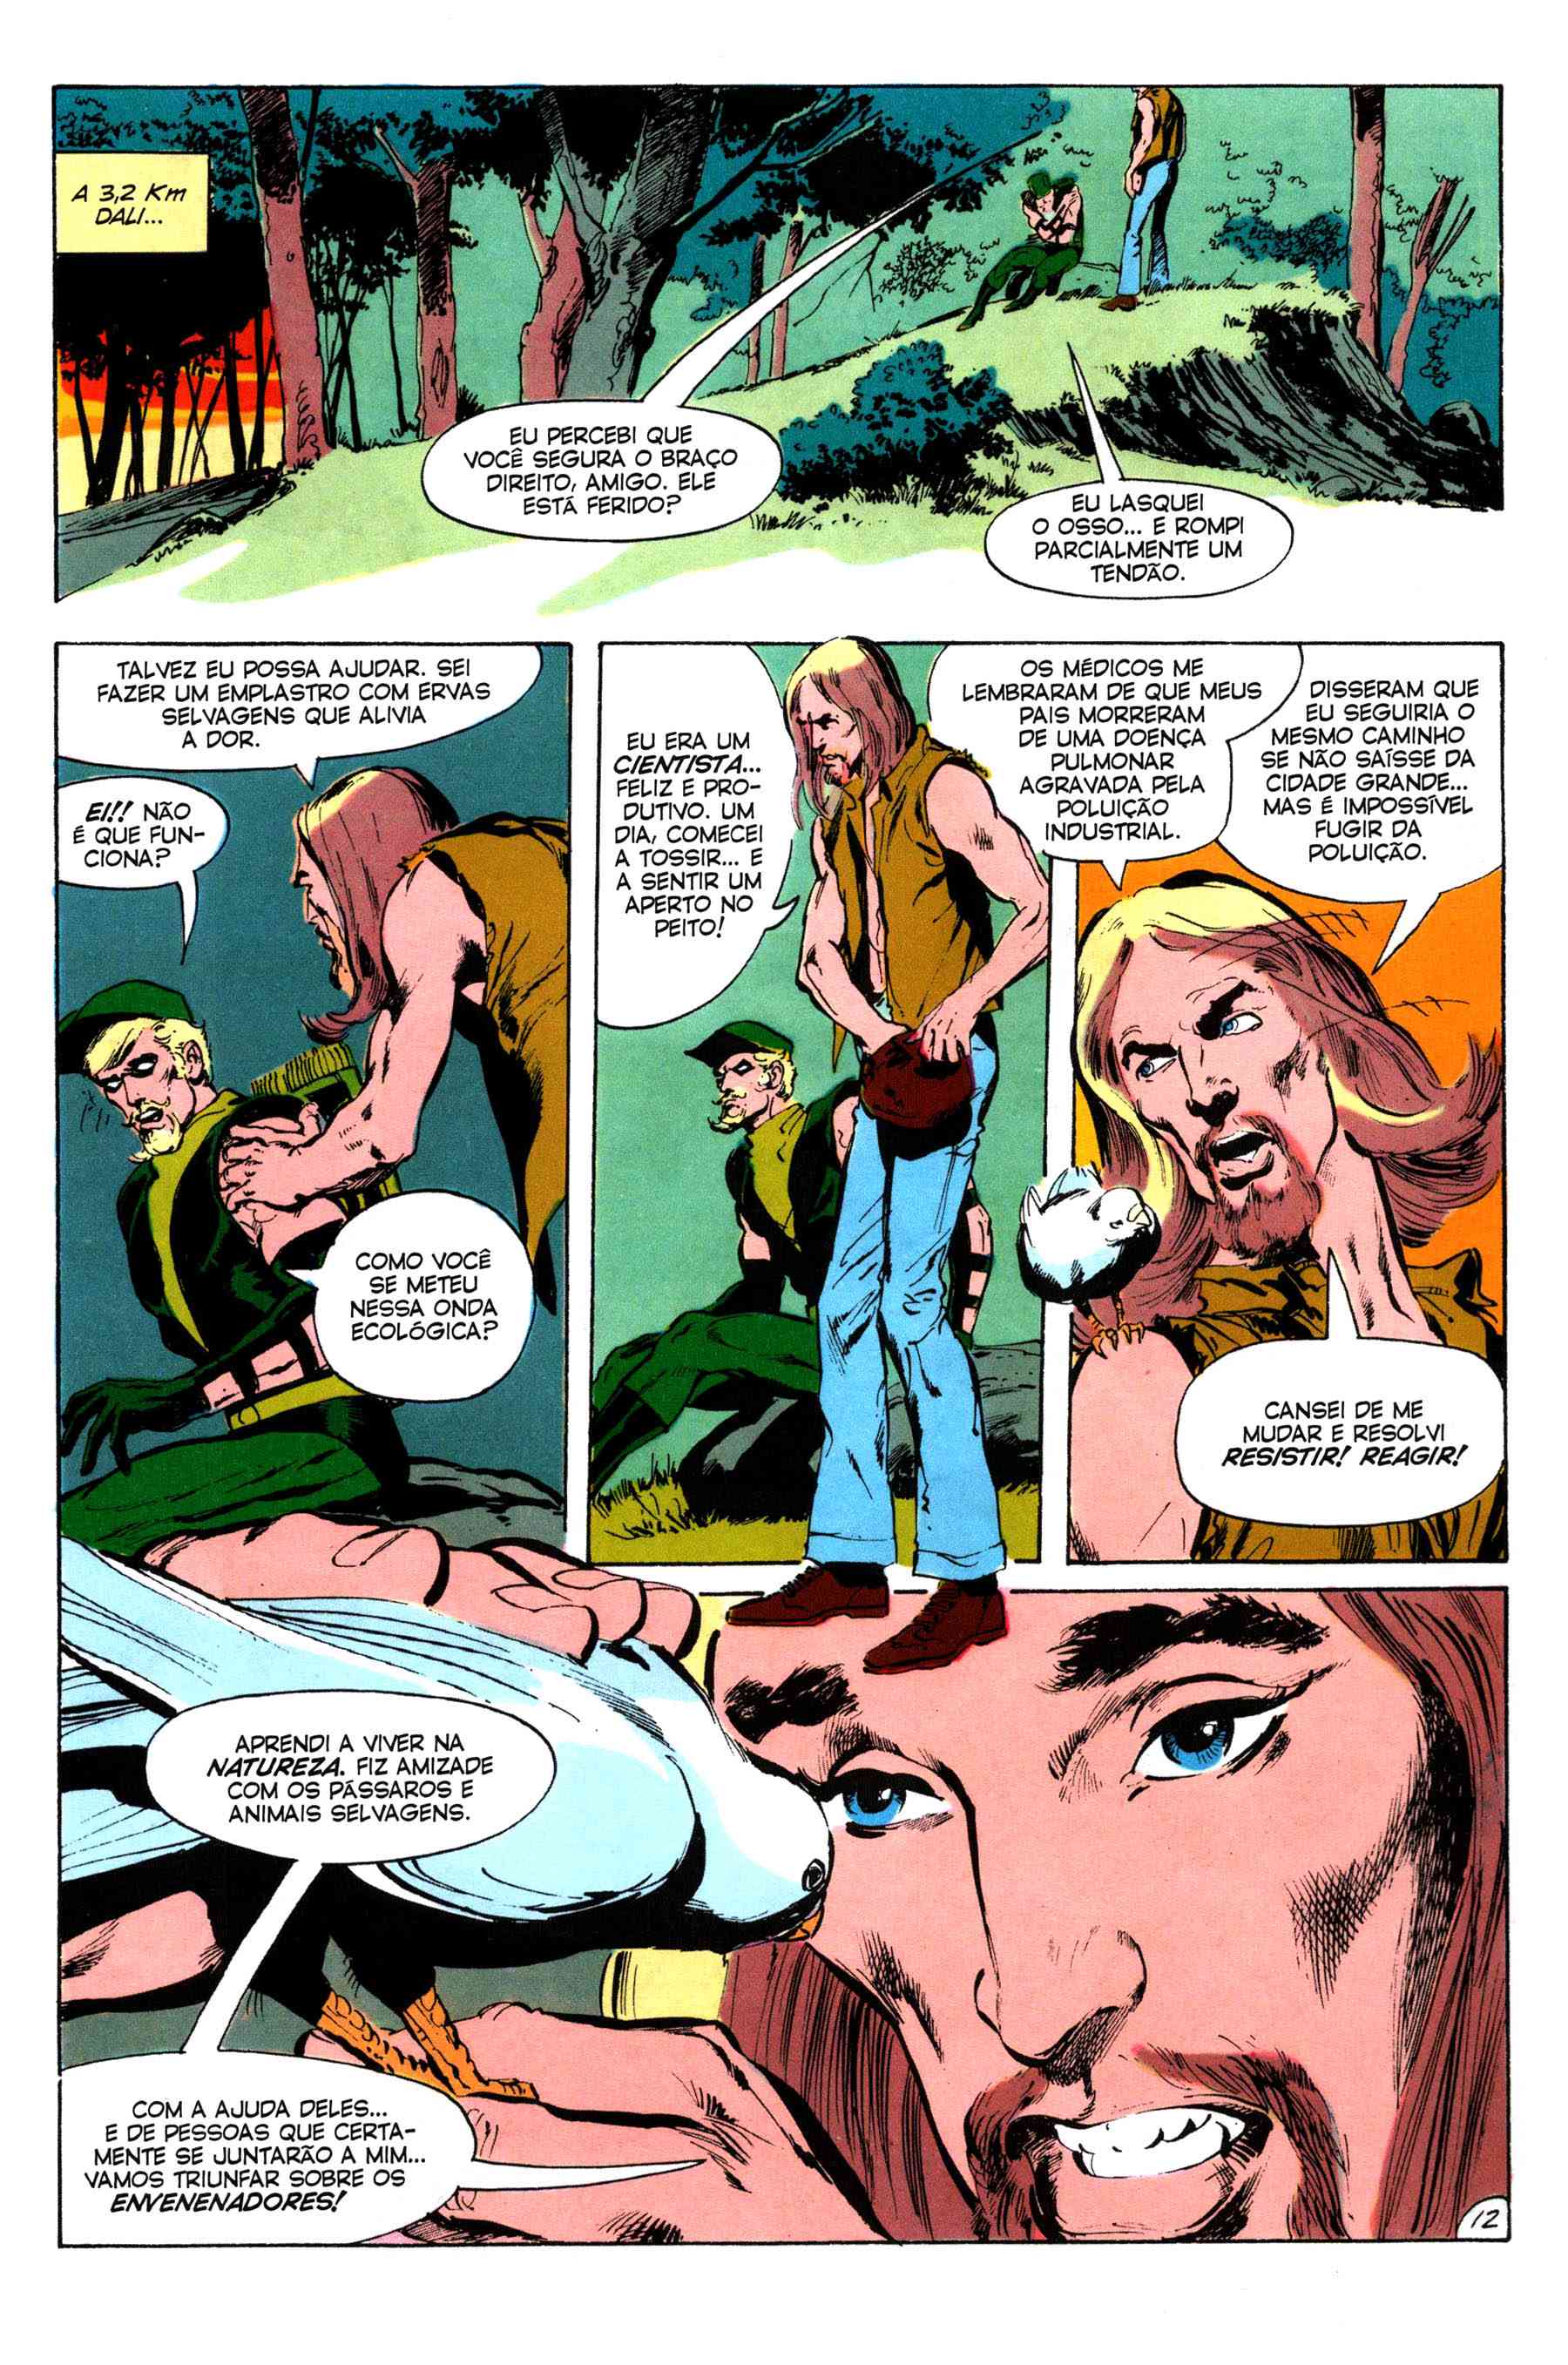 A 3,2 Km
DALI...
EU PERCEBI QUE
VOCÊ SEGURA O BRAÇO
DIREITO, AMIGO. ELE
ESTÁ FERIDO?
EU LASQUEI
O OSSO... E ROMPI
PARCIALMENTE UM
TENDÃO.
TALVEZ EU POSSA AJUDAR. SEI
FAZER UM EMPLASTRO COM ERVAS
SELVAGENS QUE ALIVIA
A DOR.
EI!! NÃO
É QUE FUN-
CIONA?
COMO VOCÊ
SE METEU
NESSA ONDA
ECOLÓGICA?
EU ERA UM
CIENTISTA...
FELIZ E PRO-
DUTIVO. UM
DIA, COMECEI
A TOSSIR... E
A SENTIR UM
APERTO NO
PEITO!
OS MÉDICOS ME
LEMBRARAM DE QUE MEUS
PAIS MORRERAM
DE UMA DOENÇA
PULMONAR
AGRAVADA PELA
POLUIÇÃO
INDUSTRIAL.
DISSERAM QUE
EU SEGUIRIA O
MESMO CAMINHO
SE NÃO SAÍSSE DA
CIDADE GRANDE...
MAS É IMPOSSÍVEL
FUGIR DA
POLUIÇÃO.
CANSEI DE ME
MUDAR E RESOLVI
RESISTIR! REAGIR!
APRENDI A VIVER NA
NATUREZA. FIZ AMIZADE
COM OS PÁSSAROS E
ANIMAIS SELVAGENS.
COM A AJUDA DELES...
E DE PESSOAS QUE CERTA-
MENTE SE JUNTARÃO A MIM...
VAMOS TRIUNFAR SOBRE OS
ENVENENADORES!
12